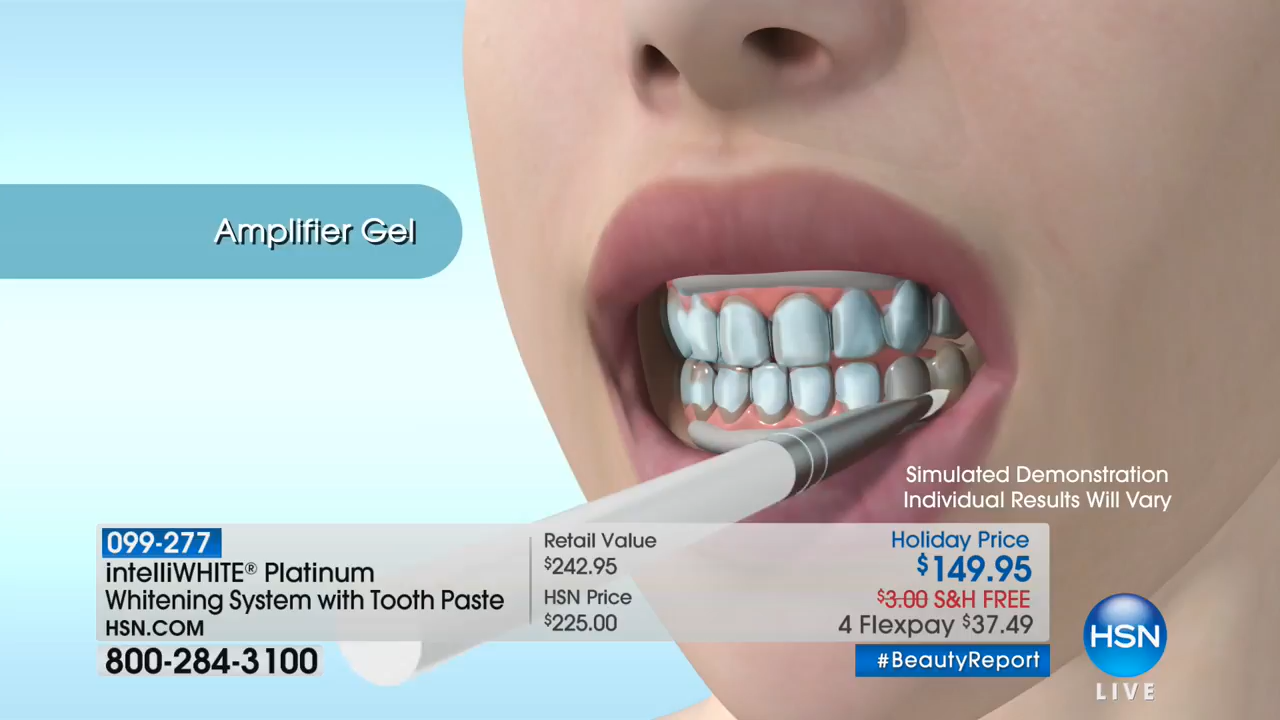 Amplifier Gel
Simulated Demonstration
Individual Results Will Vary
099-277
intelliWHITE® Platinum
Whitening System with Tooth Paste
HSN.COM
800-284-3100
Retail Value
$242.95
HSN Price
$225.00
Holiday Price
$149.95
$3.00 S&H FREE
4 Flexpay $37.49
#BeautyReport
HSN
LIVE